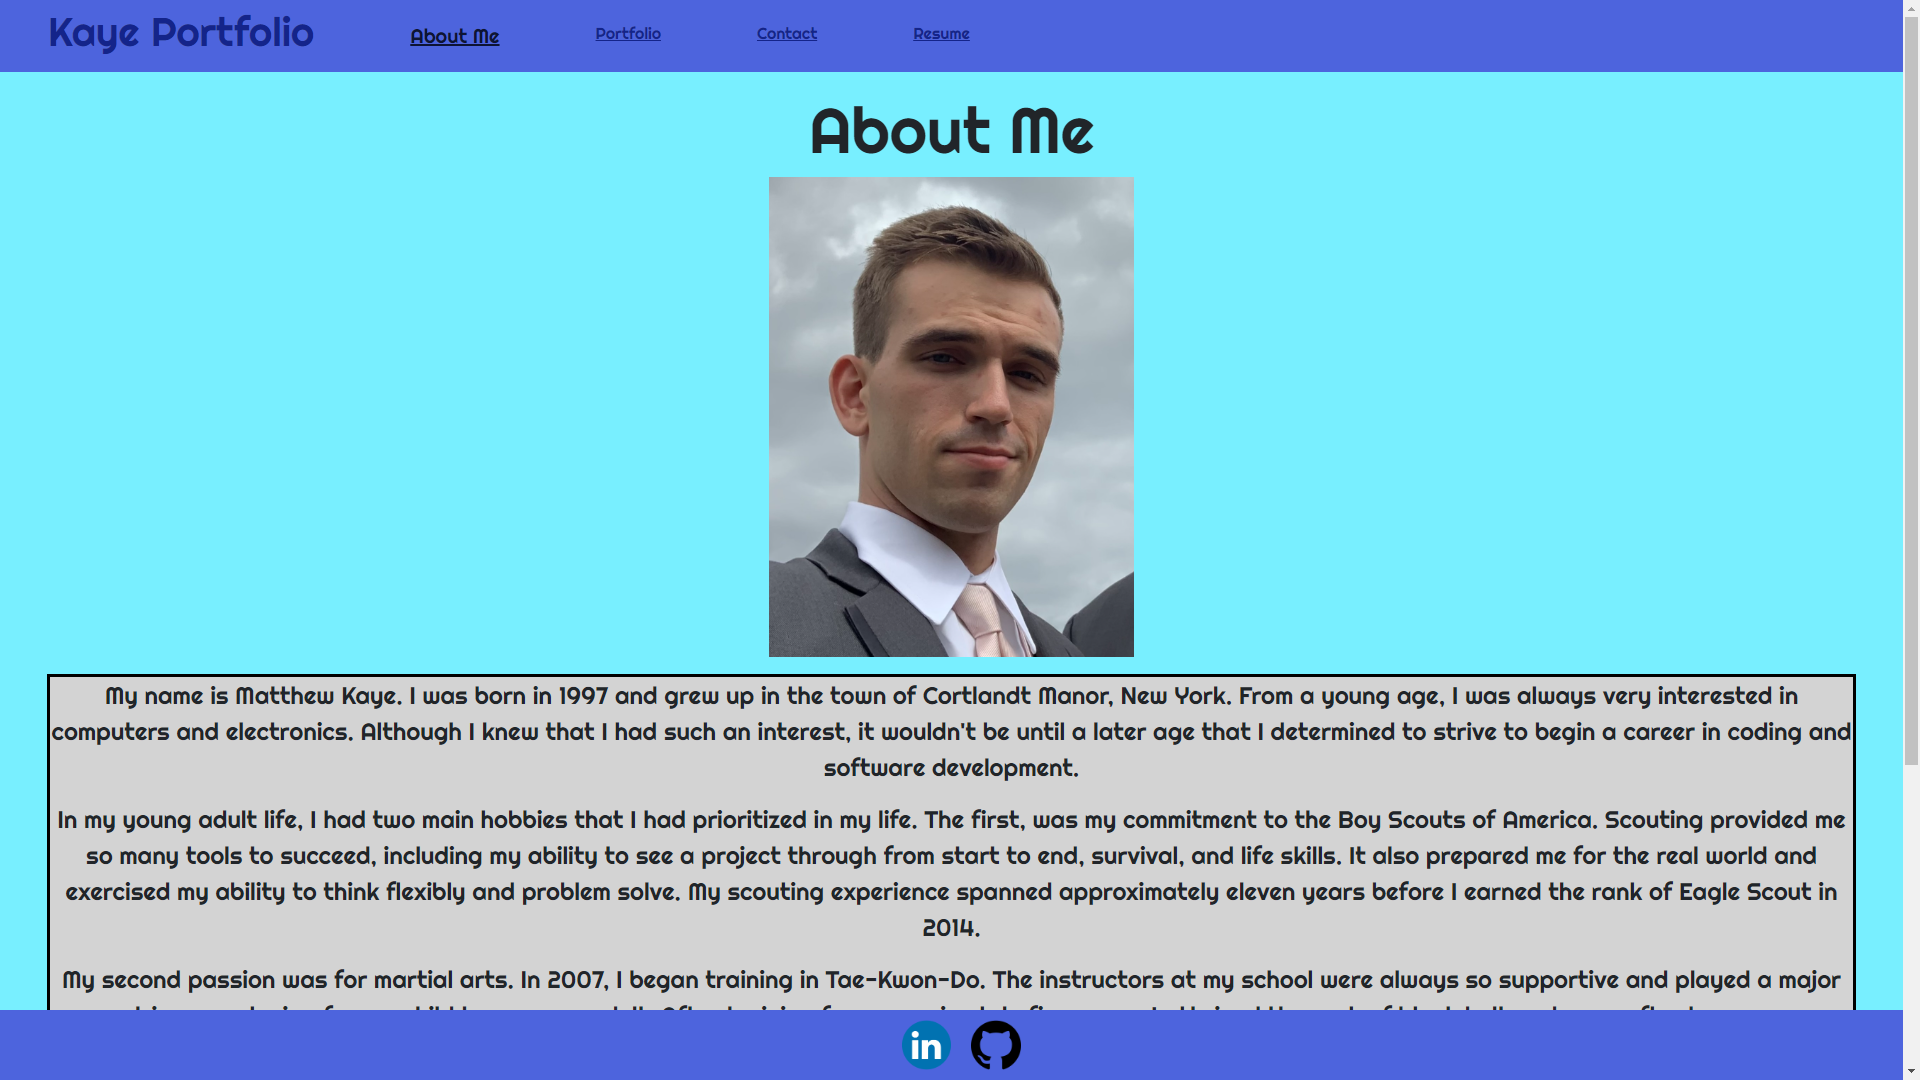 Kaye Portfolio
About Me
Portfolio
Contact
Resume
About Me
My name is Matthew Kaye. I was born in 1997 and grew up in the town of Cortlandt Manor, New York. From a young age, I was always very interested in
computers and electronics. Although I knew that I had such an interest, it wouldn't be until a later age that I determined to strive to begin a career in coding and
software development.
In my young adult life, I had two main hobbies that I had prioritized in my life. The first, was my commitment to the Boy Scouts of America. Scouting provided me
so many tools to succeed, including my ability to see a project through from start to end, survival, and life skills. It also prepared me for the real world and
exercised my ability to think flexibly and problem solve. My scouting experience spanned approximately eleven years before I earned the rank of Eagle Scout in
2014.
My second passion was for martial arts. In 2007, I began training in Tae-Kwon-Do. The instructors at my school were always so supportive and played a major
in